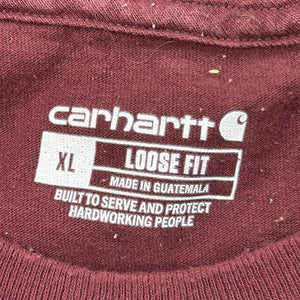 carhartt
XL LOOSE FIT
MADE IN GUATEMALA
BUILT TO SERVE AND PROTECT
HARDWORKING PEOPLE